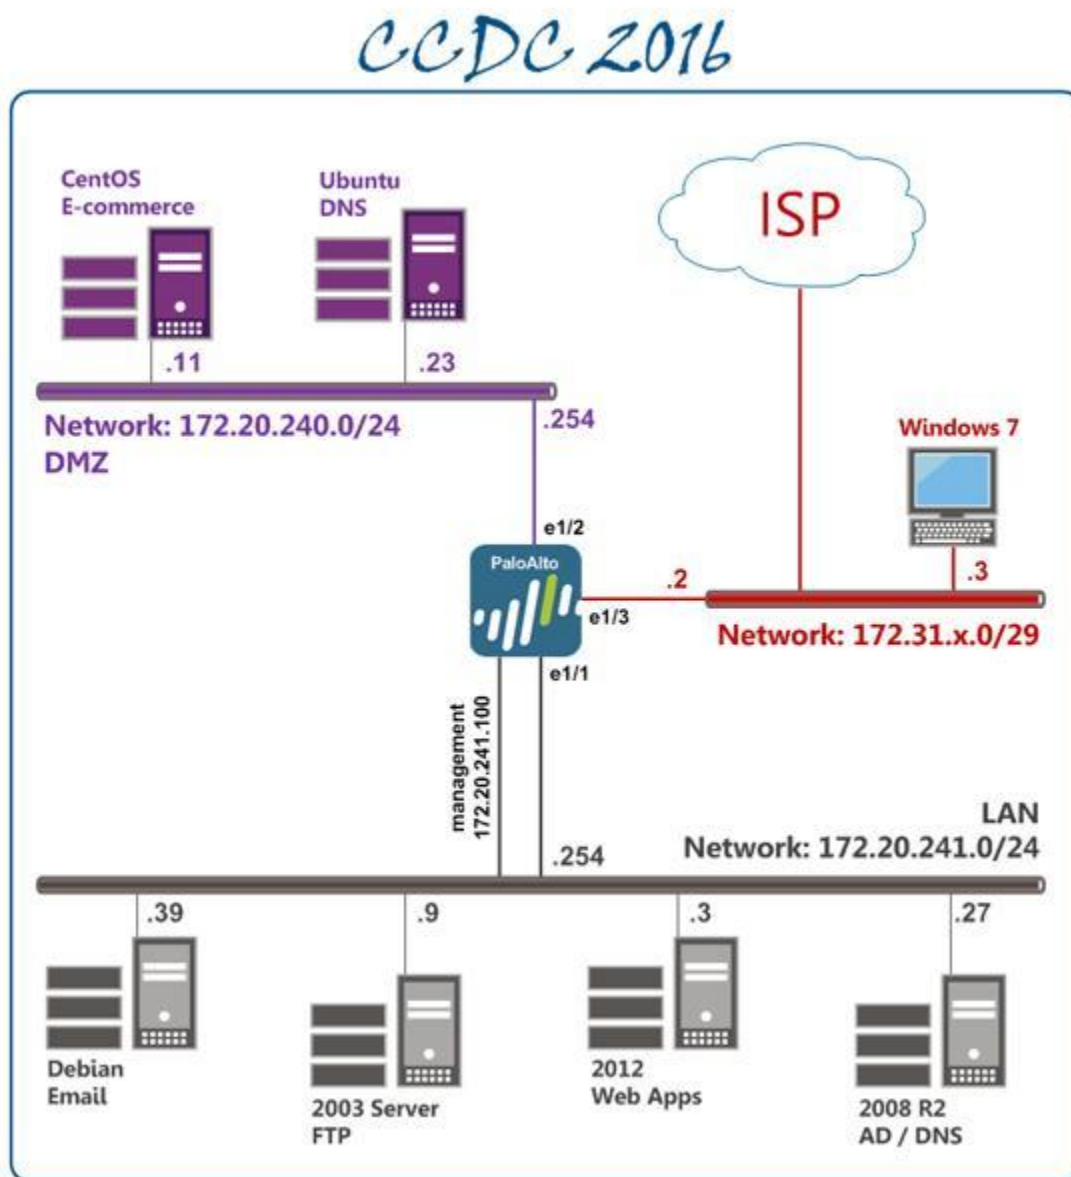 CCDC 2016
CentOS
E-commerce
Ubuntu
DNS
ISP
.11
.23
Network: 172.20.240.0/24
DMZ
.254
Windows 7
e1/2
PaloAlto
.2
.3
e1/3
Network: 172.31.x.0/29
e1/1
management
172.20.241.100
LAN
Network: 172.20.241.0/24
.254
.39
.9
.3
.27
Debian
Email
2003 Server
FTP
2012
Web Apps
2008 R2
AD / DNS